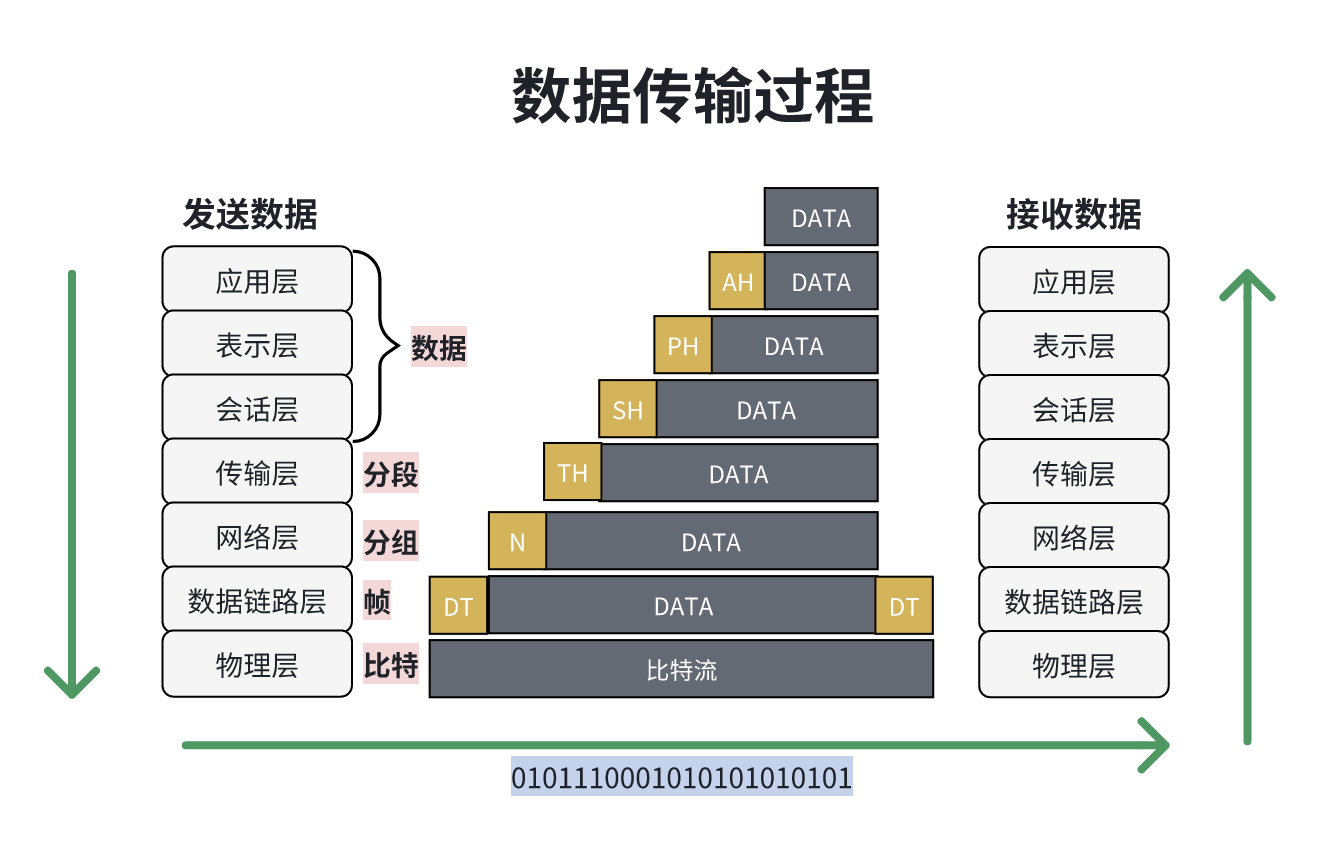 数据传输过程
发送数据
应用层
表示层
会话层
传输层
网络层
数据链路层
物理层
数据
分段
分组
帧
比特
DATA
AH DATA
PH DATA
SH DATA
TH DATA
N DATA
DT DATA DT
比特流
接收数据
应用层
表示层
会话层
传输层
网络层
数据链路层
物理层
0101110001010101010101